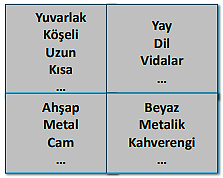 Yuvarlak
Köşeli
Uzun
Kısa
...
Yay
Dil
Vidalar
...
Ahşap
Metal
Cam
...
Beyaz
Metalik
Kahverengi
...